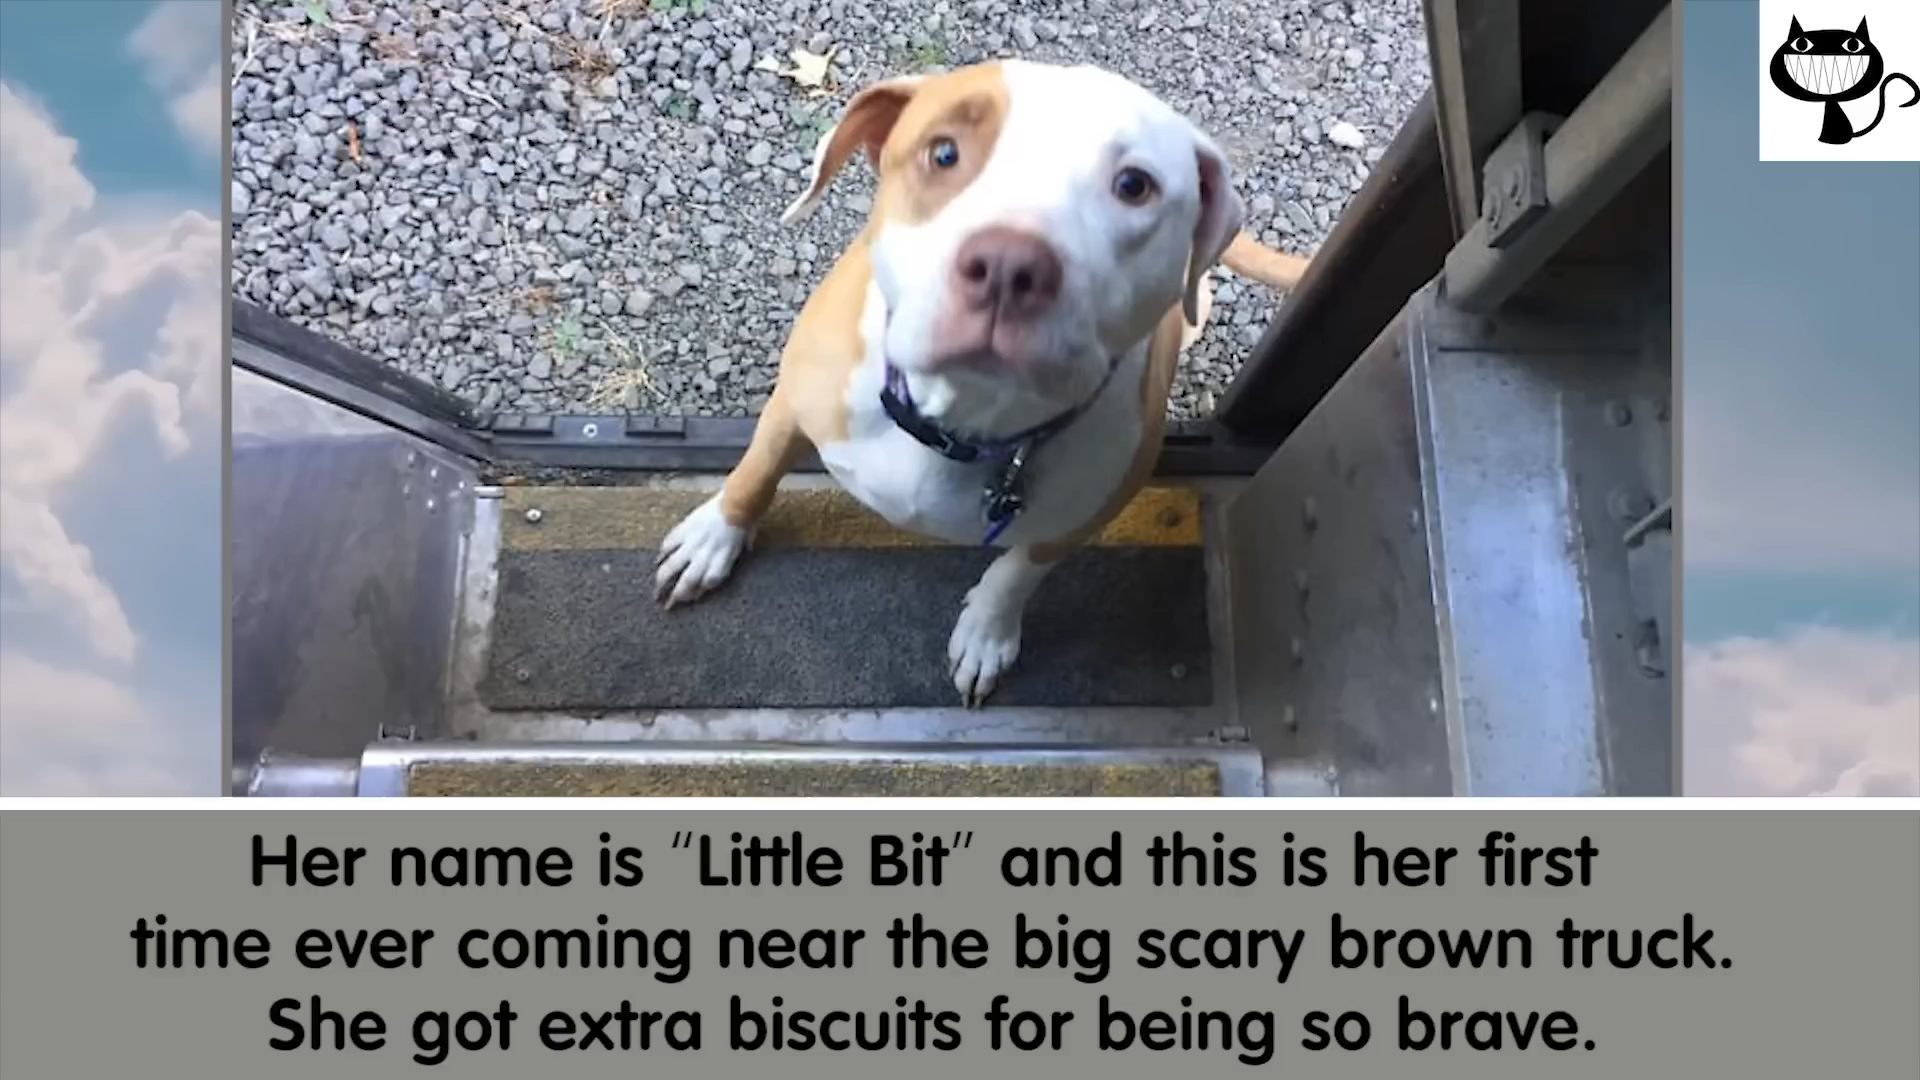 Her name is "Little Bit" and this is her first
time ever coming near the big scary brown truck.
She got extra biscuits for being so brave.